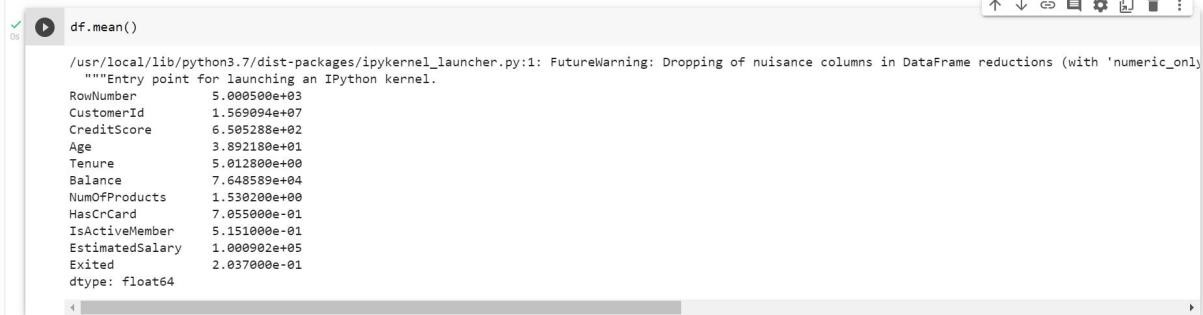 0s
df.mean()
/usr/local/lib/python3.7/dist-packages/ipykernel_launcher.py:1: FutureWarning: Dropping of nuisance columns in DataFrame reductions (with 'numeric_only
"""Entry point for launching an IPython kernel.
RowNumber 5.000500e+03
CustomerId 1.569094e+07
CreditScore 6.505288e+02
Age 3.892180e+01
Tenure 5.012800e+00
Balance 7.648589e+04
NumOfProducts 1.530200e+00
HasCrCard 7.055000e-01
IsActiveMember 5.151000e-01
EstimatedSalary 1.000902e+05
Exited 2.037000e-01
dtype: float64